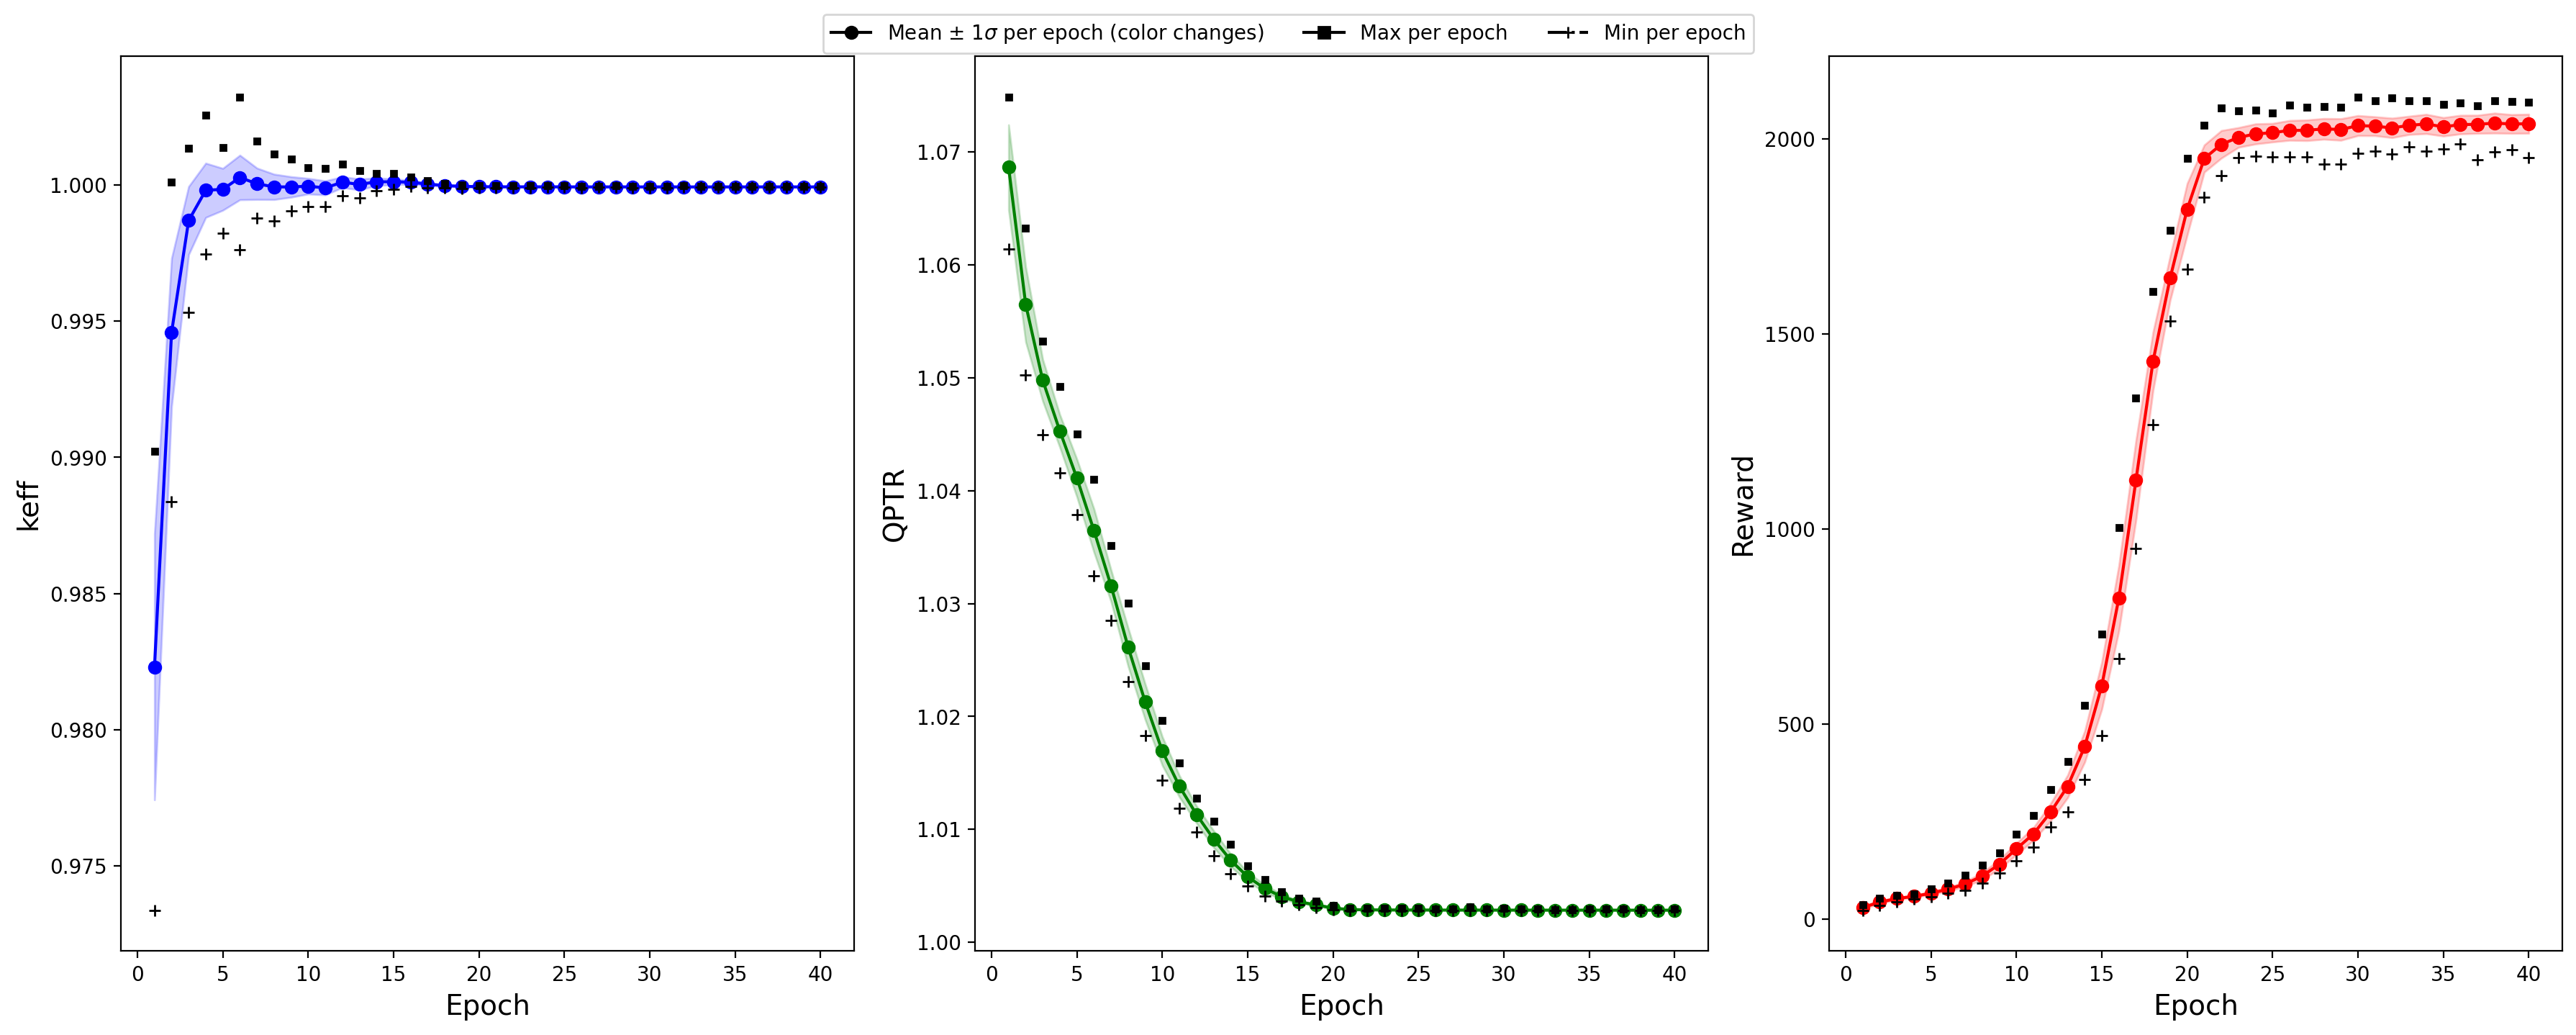 Mean ± 1σ per epoch (color changes) Max per epoch Min per epoch
keff
1.000
0.995
0.990
0.985
0.980
0.975
0 5 10 15 20 25 30 35 40
Epoch
QPTR
1.07
1.06
1.05
1.04
1.03
1.02
1.01
1.00
0 5 10 15 20 25 30 35 40
Epoch
Reward
2000
1500
1000
500
0
0 5 10 15 20 25 30 35 40
Epoch